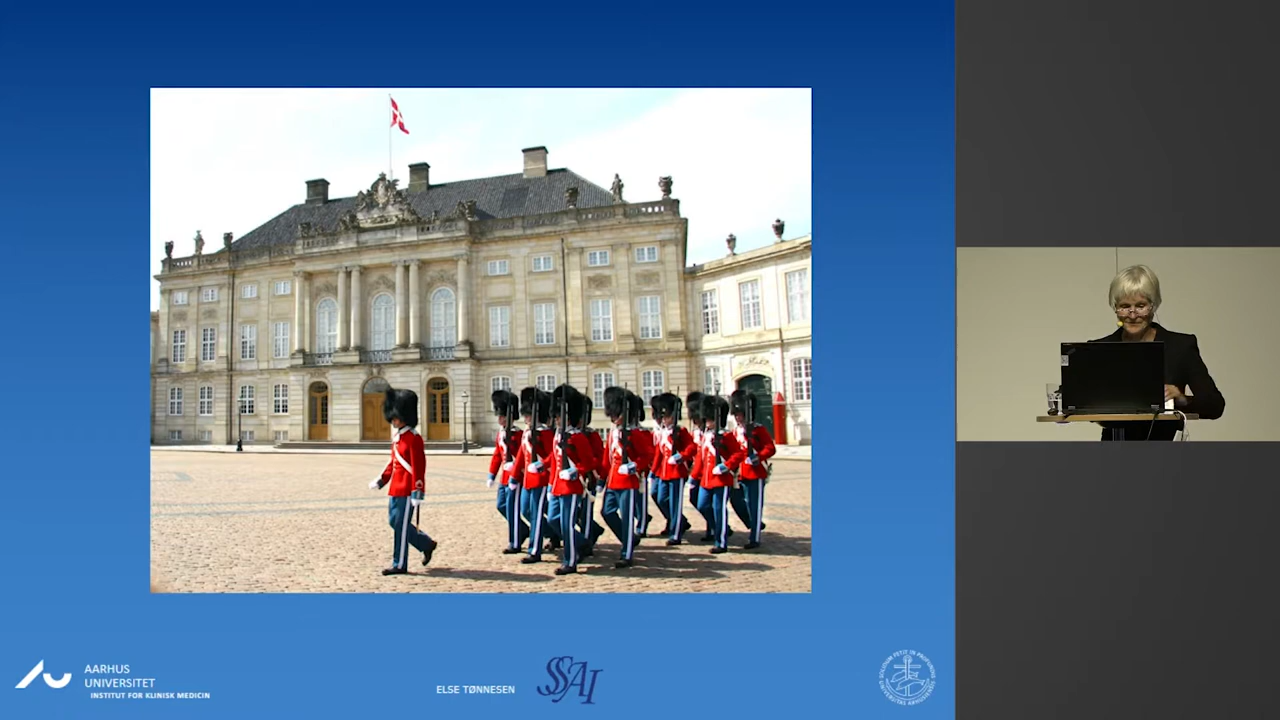 AARHUS
UNIVERSITET
INSTITUT FOR KLINISK MEDICIN
ELSE TØNNESEN
SSAI